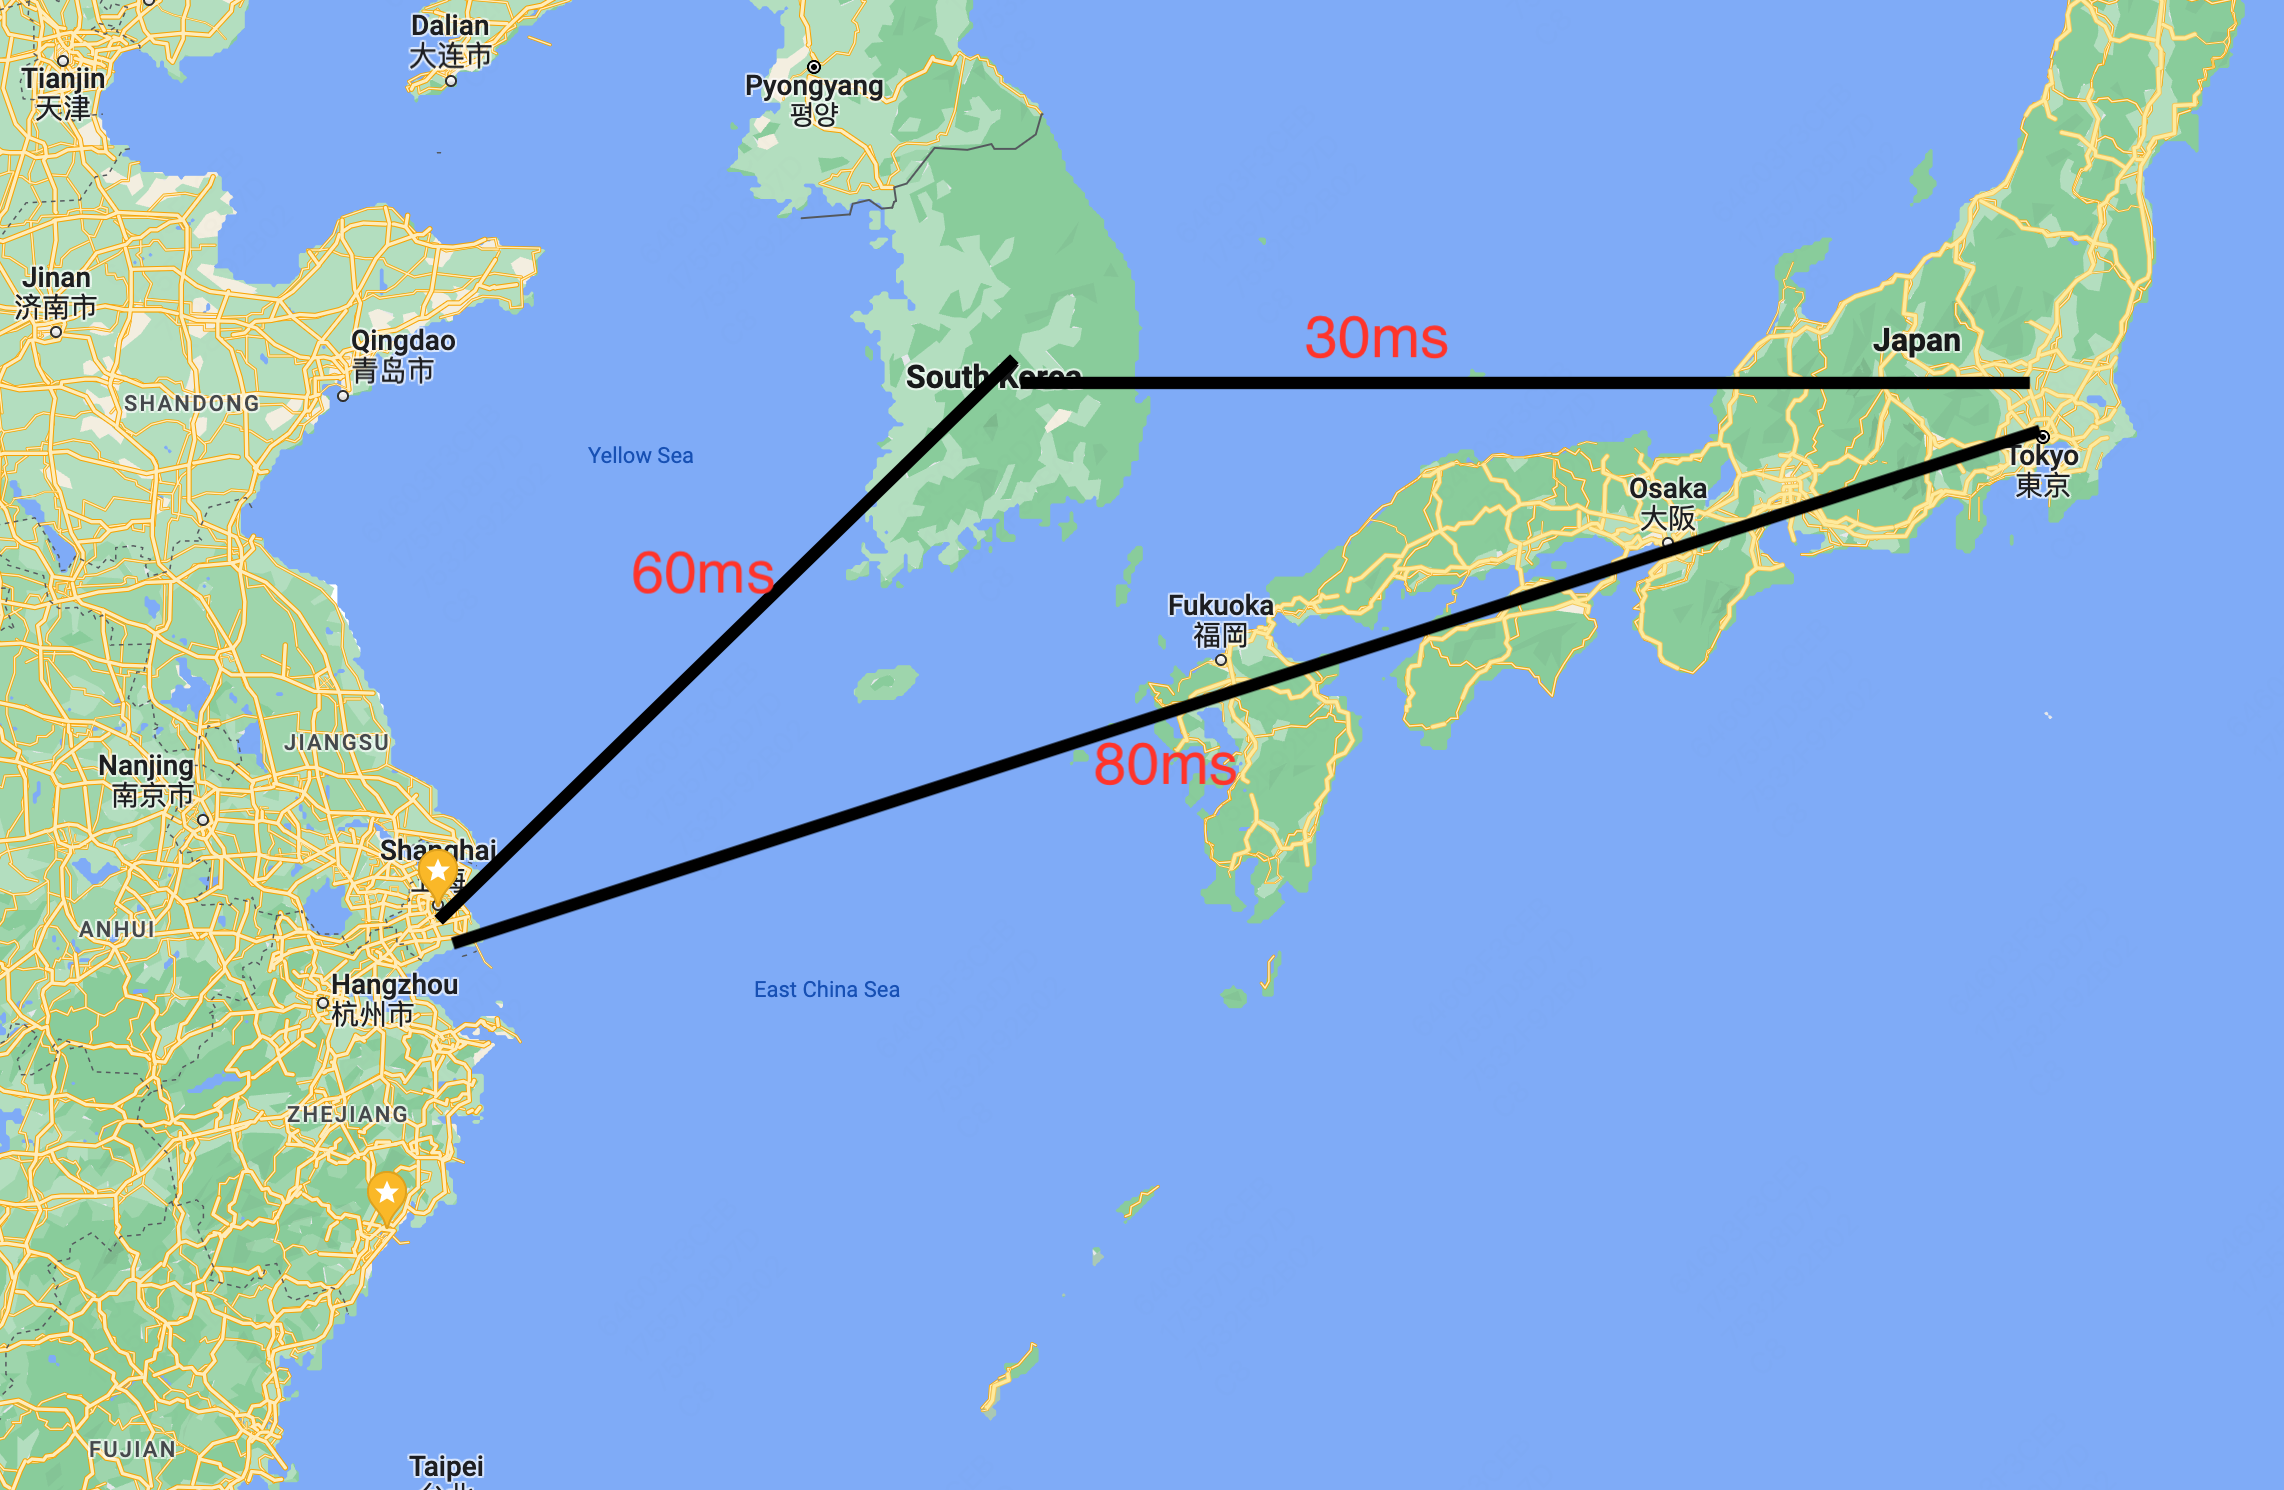 Dalian
大连市
Tianjin
天津
Pyongyang
평양
Jinan
济南市
Qingdao
青岛市
SHANDONG
South Korea
30ms
Japan
Yellow Sea
Tokyo
東京
Osaka
大阪
60ms
Fukuoka
福岡
JIANGSU
Nanjing
南京市
80ms
Shanghai
ANHUI
Hangzhou
杭州市
East China Sea
ZHEJIANG
FUJIAN
Taipei